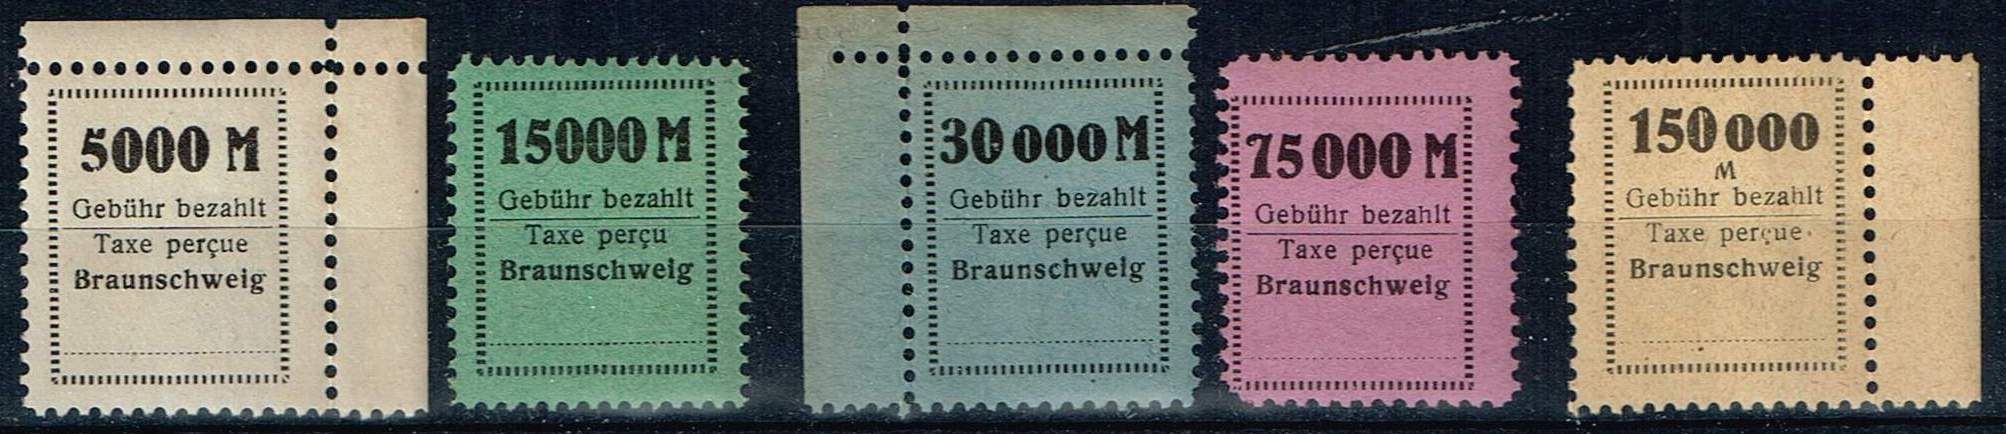 5000 M
Gebühr bezahlt
Taxe perçue
Braunschweig
15000 M
Gebühr bezahlt
Taxe perçu
Braunschweig
30 000 M
Gebühr bezahlt
Taxe perçue
Braunschweig
75 000 M
Gebühr bezahlt
Taxe perçue
Braunschweig
150 000
M
Gebühr bezahlt
Taxe perçue
Braunschweig